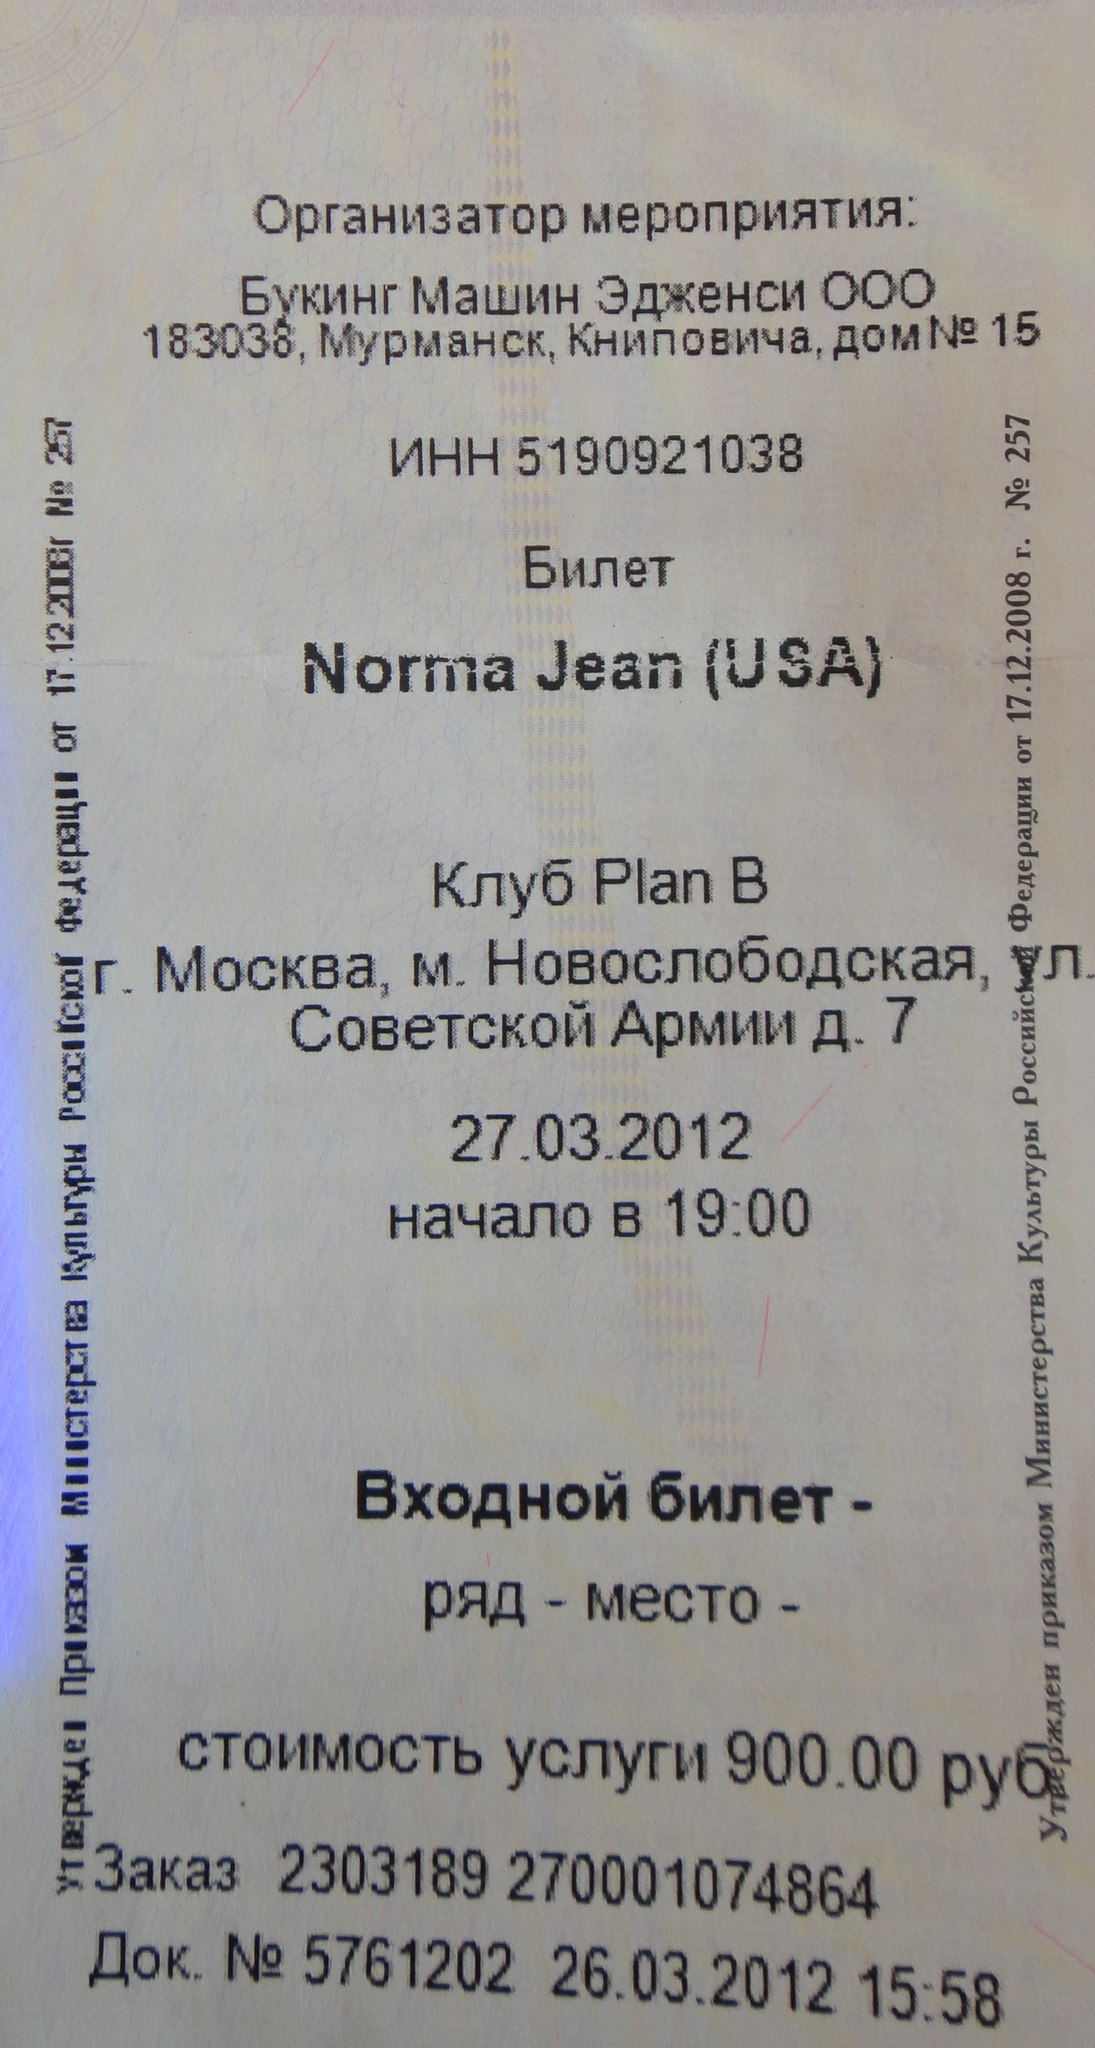 Организатор мероприятия:
Букинг Машин Эдженси ООО
183038, Мурманск, Книповича, дом № 15
ИНН 5190921038
Билет
Norma Jean (USA)
Клуб Plan B
г. Москва, м. Новослободская, ул.
Советской Армии д. 7
27.03.2012
начало в 19:00
Входной билет -
ряд - место -
стоимость услуги 900.00 руб.
Заказ 2303189 270001074864
Док. № 5761202 26.03.2012 15:58
Утвержден Приказом Министерства Культуры Российской Федерации от 17.12.2008г № 257
Утвержден приказом Министерства Культуры Российской Федерации от 17.12.2008 г. № 257